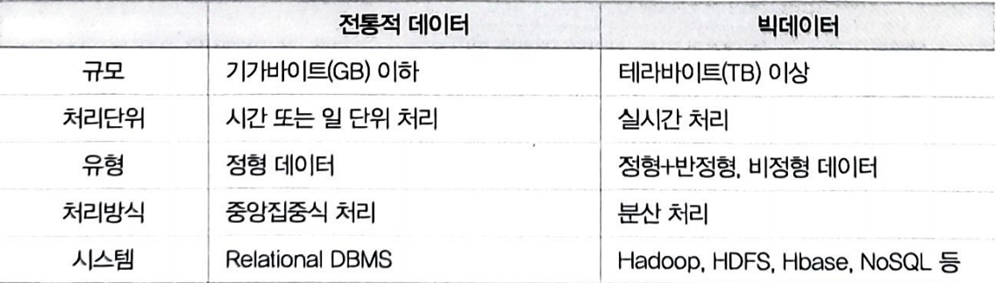 전통적 데이터 빅데이터
규모 기가바이트(GB) 이하 테라바이트(TB) 이상
처리단위 시간 또는 일 단위 처리 실시간 처리
유형 정형 데이터 정형+반정형, 비정형 데이터
처리방식 중앙집중식 처리 분산 처리
시스템 Relational DBMS Hadoop, HDFS, Hbase, NoSQL 등